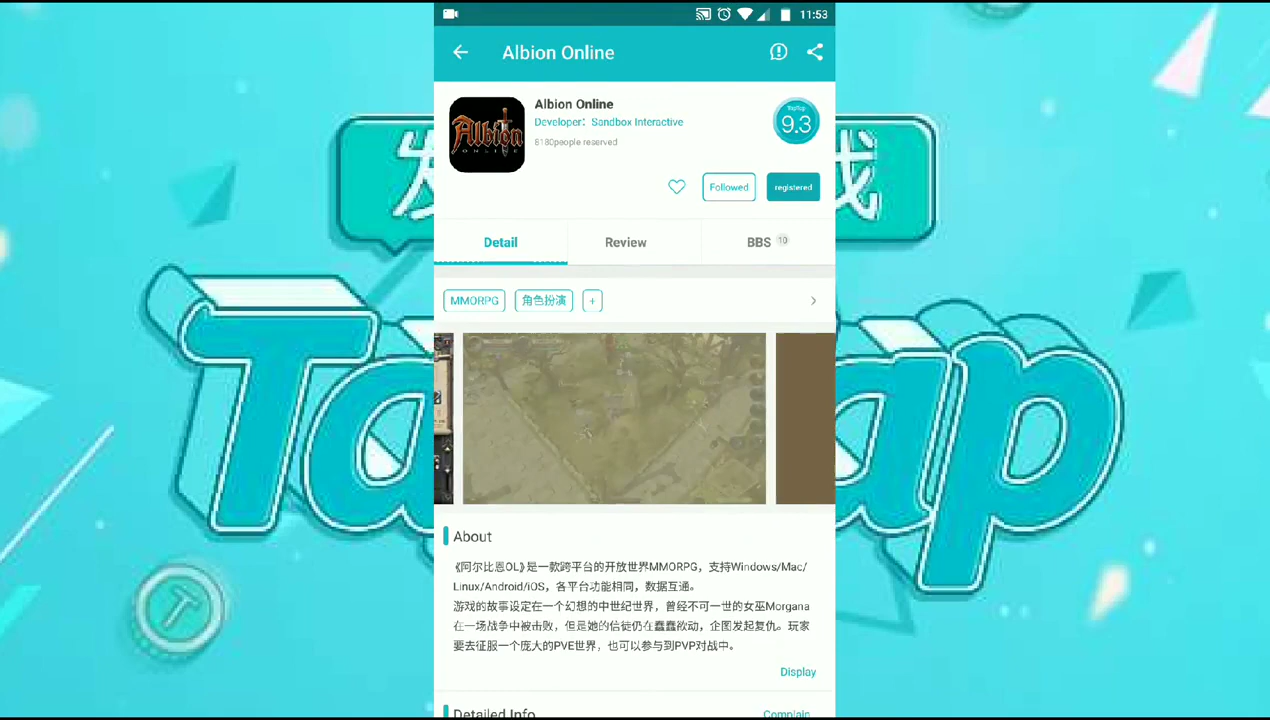 11:53
Albion Online
Albion Online
Developer：Sandbox Interactive
8180people reserved
TapTap
9.3
Albion
ONLINE
Followed
registered
Detail
Review
BBS 10
MMORPG
角色扮演
+
About
《阿尔比恩OL》是一款跨平台的开放世界MMORPG，支持Windows/Mac/
Linux/Android/iOS，各平台功能相同，数据互通。
游戏的故事设定在一个幻想的中世纪世界，曾经不可一世的女巫Morgana
在一场战争中被击败，但是她的信徒仍在蠢蠢欲动，企图发起复仇。玩家
要去征服一个庞大的PVE世界，也可以参与到PVP对战中。
Display
Detailed Info
Complain
发
戏
Ta
ap